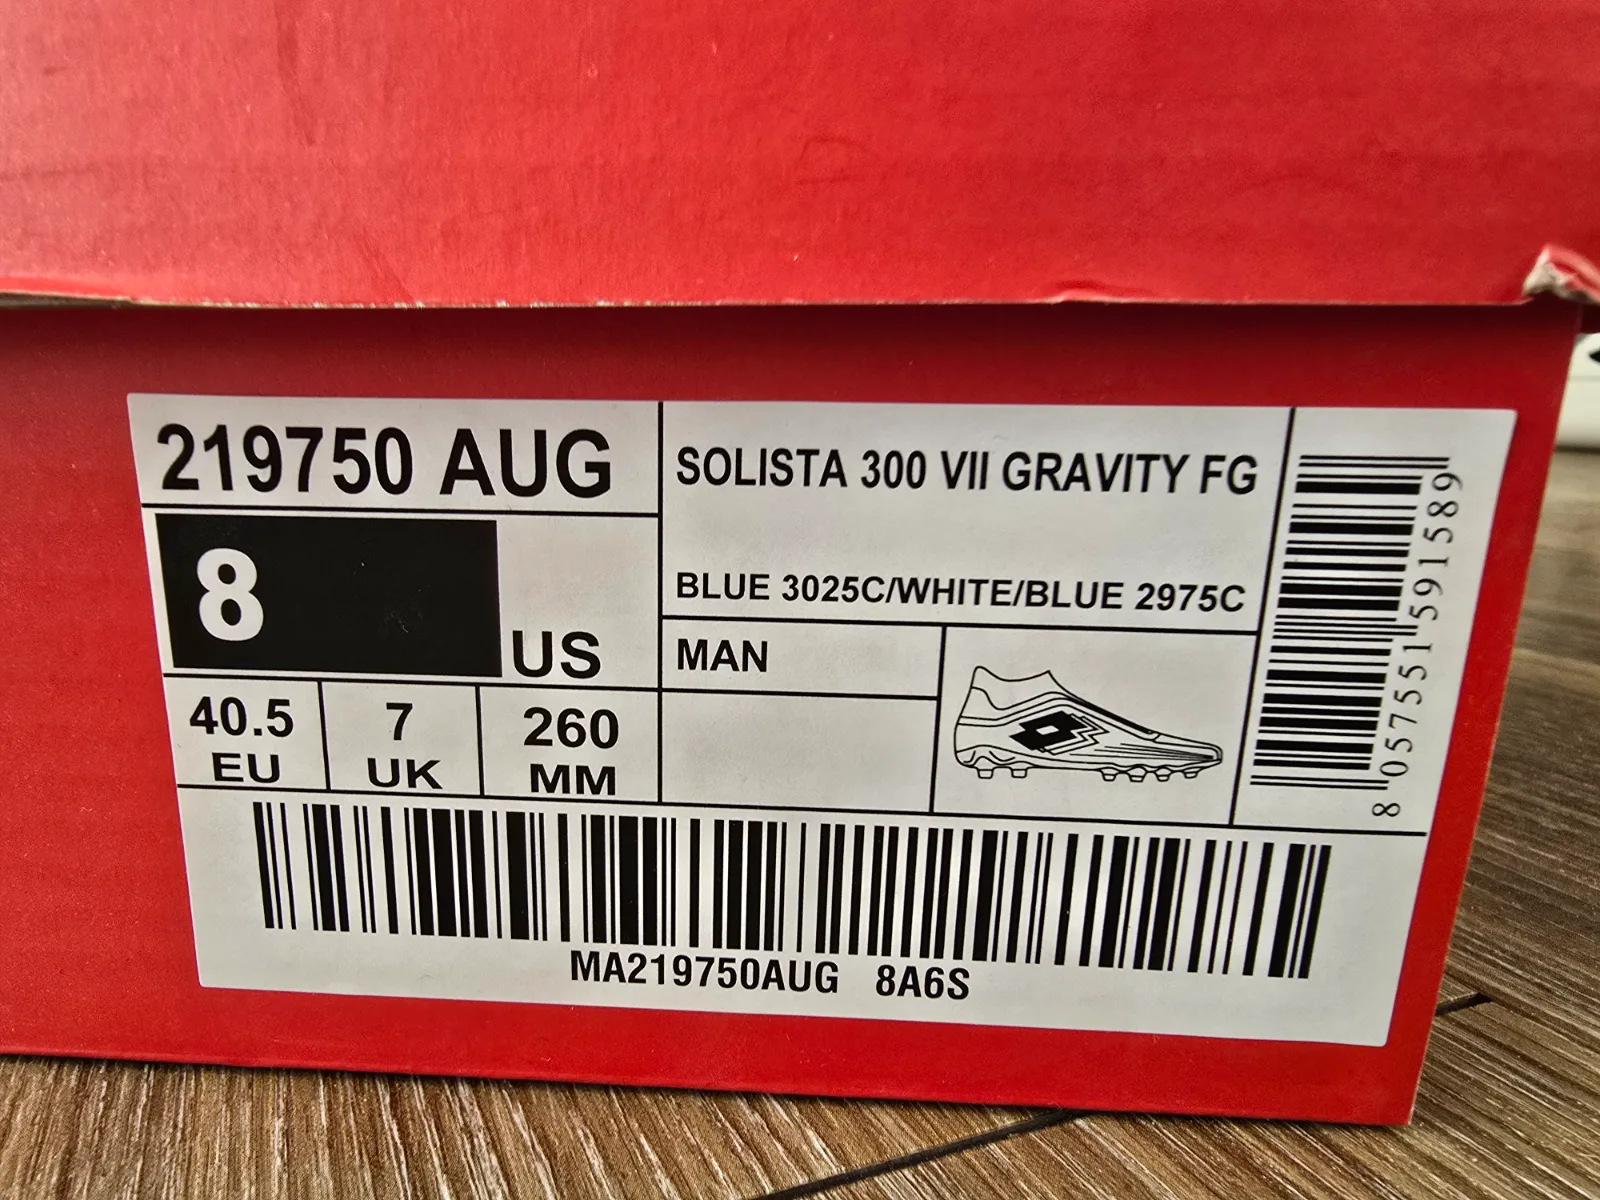 219750 AUG
SOLISTA 300 VII GRAVITY FG
8 US
BLUE 3025C/WHITE/BLUE 2975C
MAN
40.5 EU
7 UK
260 MM
8 057551 591589
MA219750AUG 8A6S